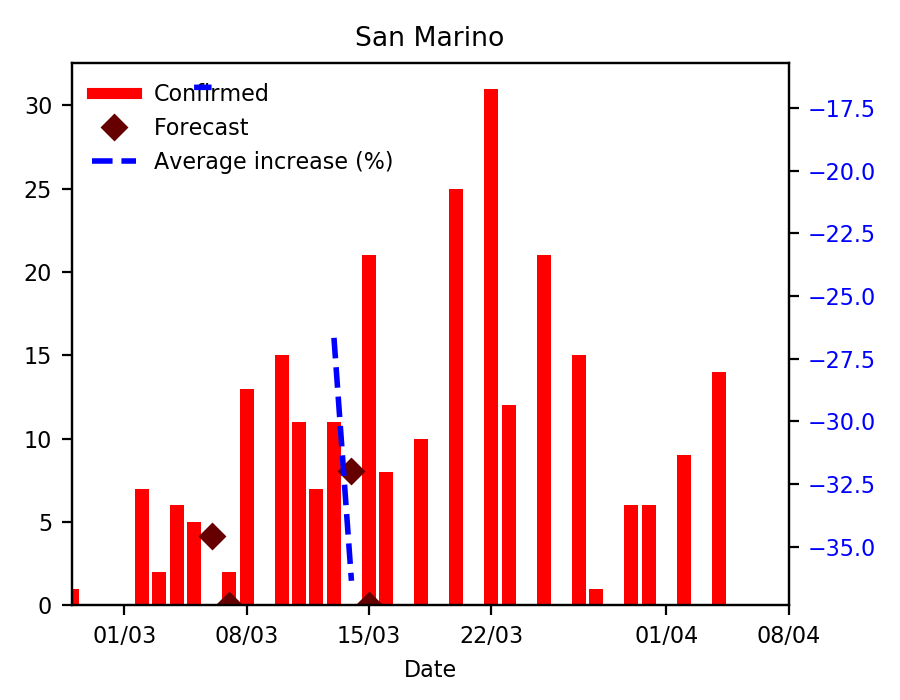 San Marino
Confirmed
Forecast
Average increase (%)
30
25
20
15
10
5
0
−17.5
−20.0
−22.5
−25.0
−27.5
−30.0
−32.5
−35.0
01/03 08/03 15/03 22/03 01/04 08/04
Date